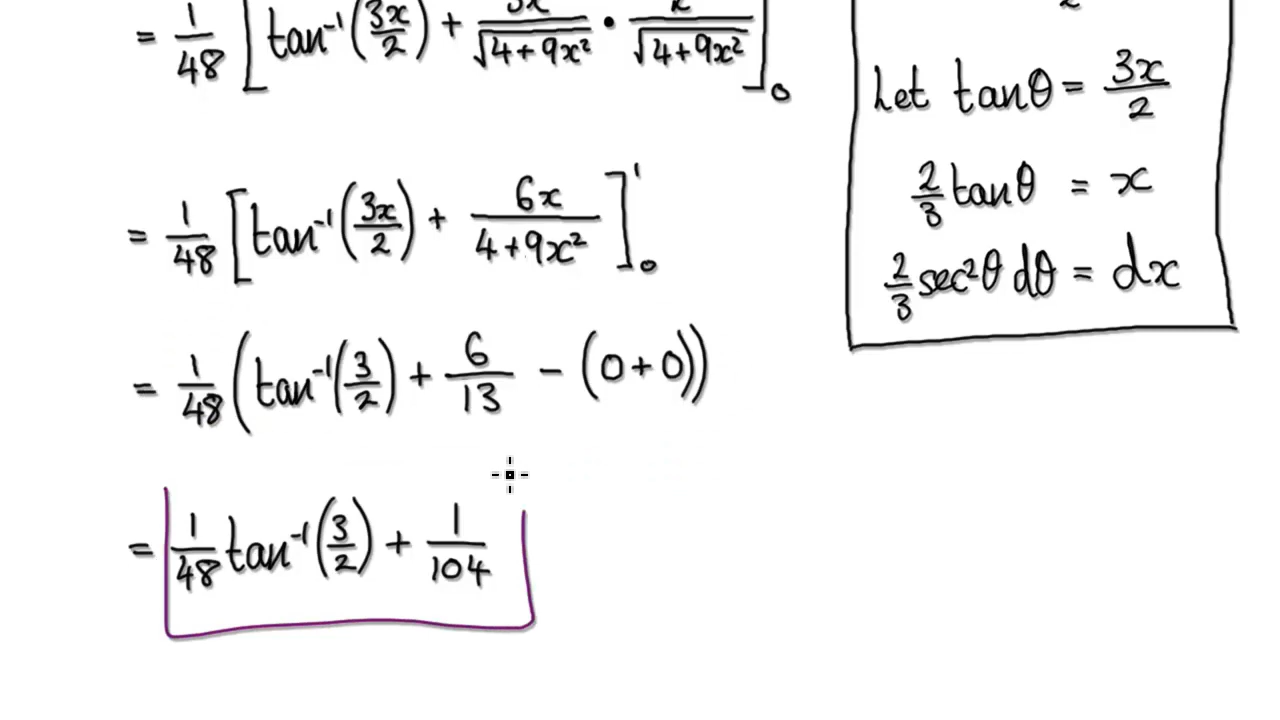 = 1/48 [tan⁻¹(3x/2) + 3x/√(4+9x²) • /√(4+9x²)]₀
= 1/48 [tan⁻¹(3x/2) + 6x/(4+9x²)]¹₀
= 1/48 (tan⁻¹(3/2) + 6/13 − (0+0))
= 1/48 tan⁻¹(3/2) + 1/104
2
Let tanθ = 3x/2
2/3 tanθ = x
2/3 sec²θ dθ = dx